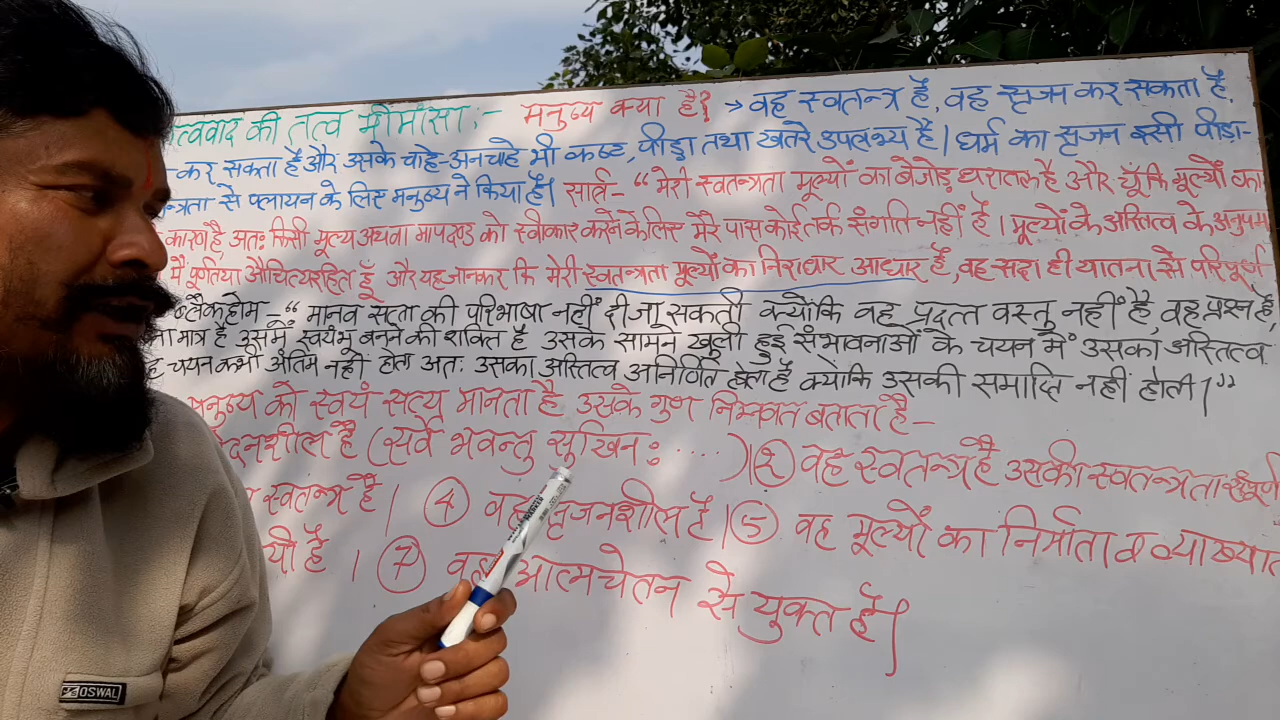 त्ववाद की तत्व मीमांसा :- मनुष्य क्या है? → वह स्वतन्त्र है, वह सृजन कर सकता है,
-कर सकता है और उसके चाहे-अनचाहे भी कष्ट, पीड़ा तथा खतरे उपलभ्य है। धर्म का सृजन इसी पीड़ा-
न्त्रता से पलायन के लिए मनुष्य ने किया है। सार्त्र- "मेरी स्वतन्त्रता मूल्यों का बेजोड़ धरातल है और चूँकि मूल्यों का
कारण है, अतः किसी मूल्य अथवा मापदण्ड को स्वीकार करने के लिए मेरे पास कोई तर्क संगति नहीं है। मूल्यों के अस्तित्व के अनुपम
में पूर्णतया औचित्यरहित हूँ और यह जानकर कि मेरी स्वतन्त्रता मूल्यों का निराधार आधार है, वह सदा ही यातना से परिपूर्ण
ब्लैकहोम - "मानव सत्ता की परिभाषा नहीं दी जा सकती क्योंकि वह प्रदत्त वस्तु नहीं है, वह प्रश्न है,
मात्र है उसमें स्वयंभू बनने की शक्ति है उसके सामने खुली हुई संभावनाओं के चयन में उसका अस्तित्व
चयन कभी अंतिम नहीं होता अतः उसका अस्तित्व अनिर्णित होता है क्योंकि उसकी समाप्ति नहीं होती।"
मनुष्य को स्वयं सत्य मानता है उसके गुण निम्नवत बताता है-
दनशील है (सर्वे भवन्तु सुखिनः ....)। ② वह स्वतन्त्र है उसकी स्वतन्त्रता संपूर्ण
स्वतन्त्र है। ④ वह सृजनशील है। ⑤ वह मूल्यों का निर्माता व व्याख्याता
यी है। ⑦ वह आत्मचेतन से युक्त है।
OSWAL